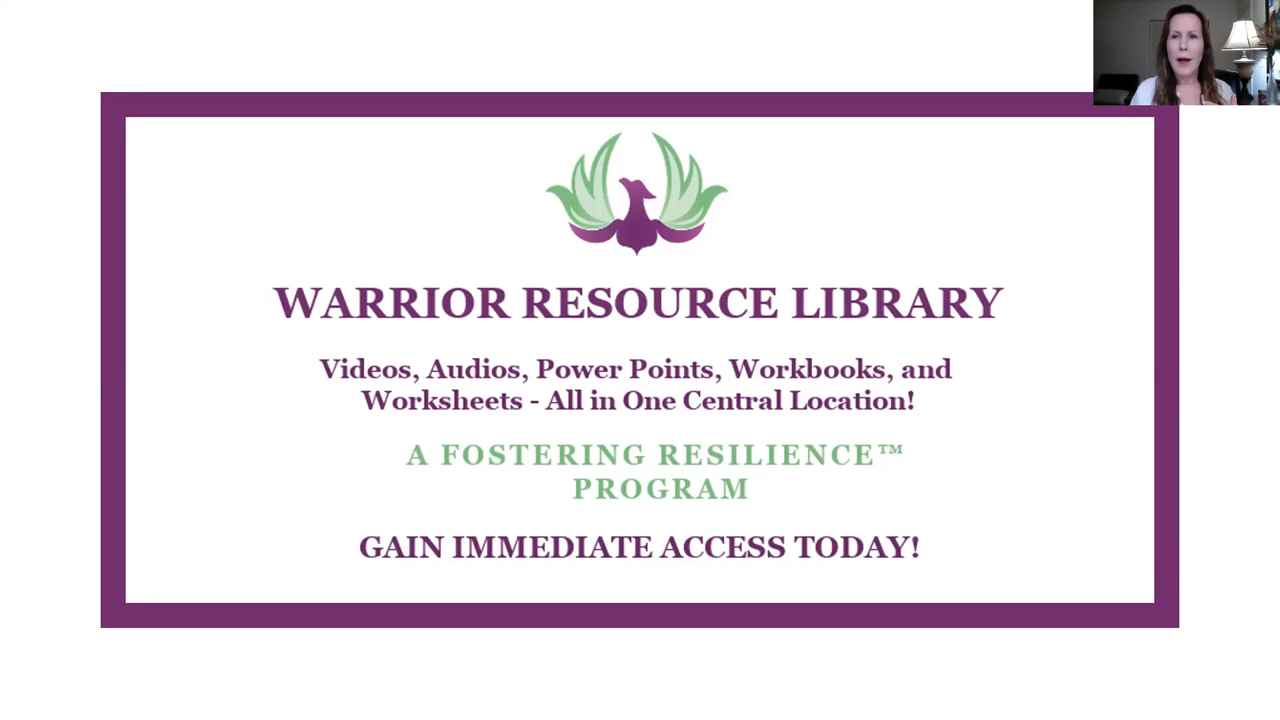 WARRIOR RESOURCE LIBRARY
Videos, Audios, Power Points, Workbooks, and
Worksheets - All in One Central Location!
A FOSTERING RESILIENCE™
PROGRAM
GAIN IMMEDIATE ACCESS TODAY!